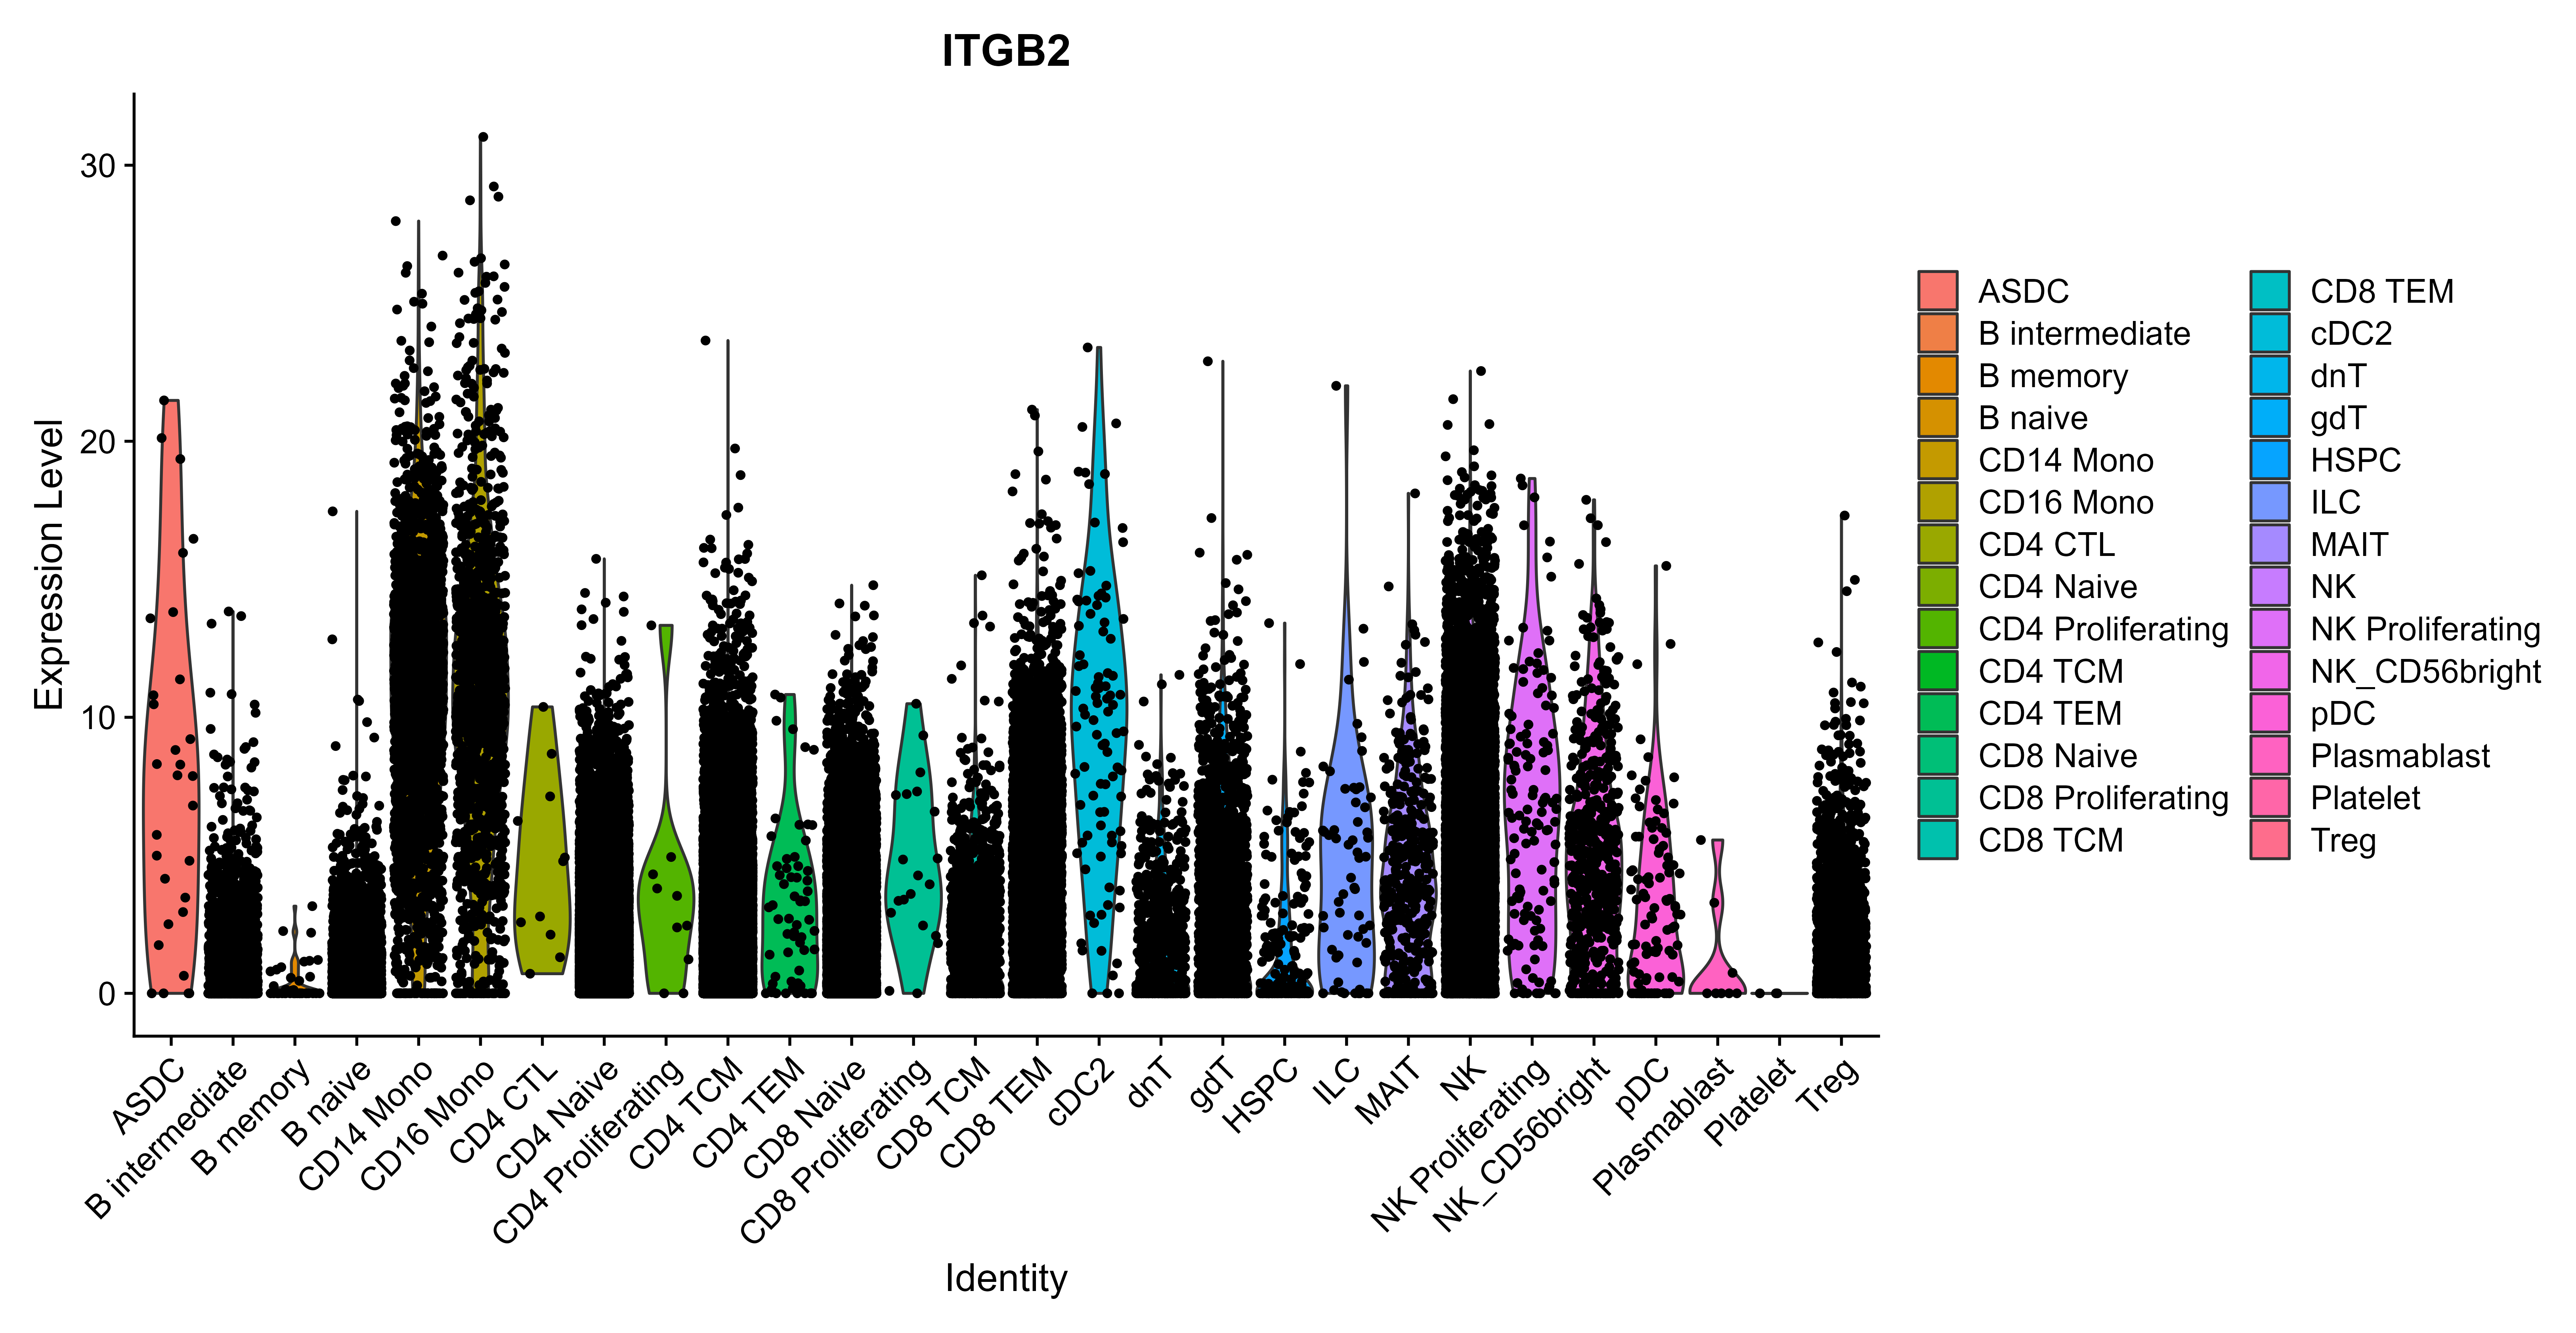 ITGB2
Expression Level
30
20
10
0
ASDC
B intermediate
B memory
B naive
CD14 Mono
CD16 Mono
CD4 CTL
CD4 Naive
CD4 Proliferating
CD4 TCM
CD4 TEM
CD8 Naive
CD8 Proliferating
CD8 TCM
CD8 TEM
cDC2
dnT
gdT
HSPC
ILC
MAIT
NK
NK Proliferating
NK_CD56bright
pDC
Plasmablast
Platelet
Treg
Identity
ASDC
B intermediate
B memory
B naive
CD14 Mono
CD16 Mono
CD4 CTL
CD4 Naive
CD4 Proliferating
CD4 TCM
CD4 TEM
CD8 Naive
CD8 Proliferating
CD8 TCM
CD8 TEM
cDC2
dnT
gdT
HSPC
ILC
MAIT
NK
NK Proliferating
NK_CD56bright
pDC
Plasmablast
Platelet
Treg